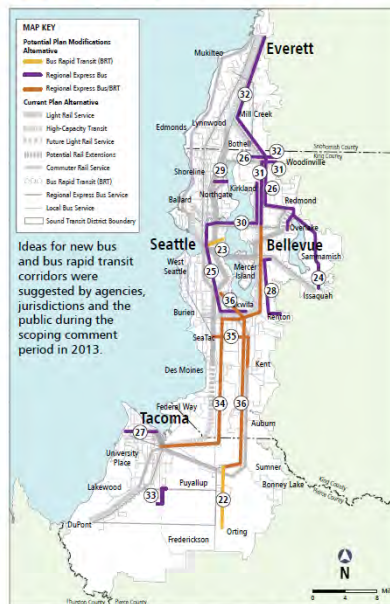 MAP KEY
Potential Plan Modifications
Alternative
Bus Rapid Transit (BRT)
Regional Express Bus
Regional Express Bus/BRT
Current Plan Alternative
Light Rail Service
High-Capacity Transit
Future Light Rail Service
Potential Rail Extensions
Commuter Rail Service
Bus Rapid Transit (BRT)
Regional Express Bus Service
Local Bus Service
Sound Transit District Boundary
Everett
Mukilteo
32
Mill Creek
Lynnwood
Edmonds
Bothell
Snohomish County
King County
32
26
31
31
Woodinville
Shoreline
29
26
Kirkland
Northgate
Redmond
Ballard
30
Overlake
Seattle
23
Bellevue
Sammamish
West
Seattle
25
Mercer
Island
24
28
Issaquah
36
Tukwila
Renton
Burien
35
SeaTac
Kent
Des Moines
34
36
Federal Way
Auburn
Tacoma
27
University
Place
Sumner
King County
Pierce County
Lakewood
33
Puyallup
Bonney Lake
22
DuPont
Orting
Frederickson
Thurston County
Pierce County
Ideas for new bus
and bus rapid transit
corridors were
suggested by agencies,
jurisdictions and the
public during the
scoping comment
period in 2013.
N
0
4